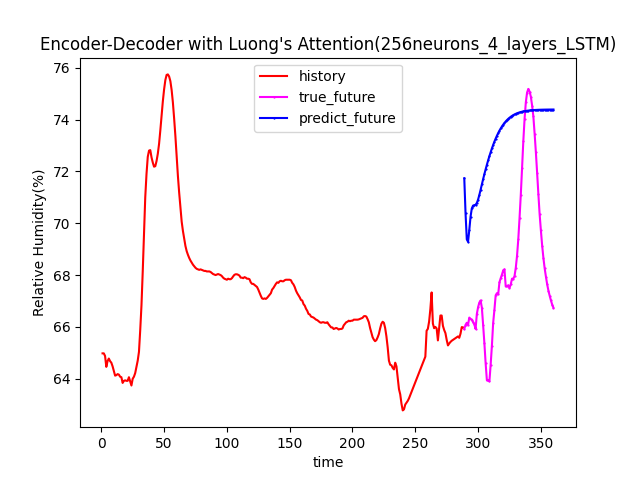 Encoder-Decoder with Luong's Attention(256neurons_4_layers_LSTM)
history
true_future
predict_future
Relative Humidity(%)
76
74
72
70
68
66
64
0 50 100 150 200 250 300 350
time